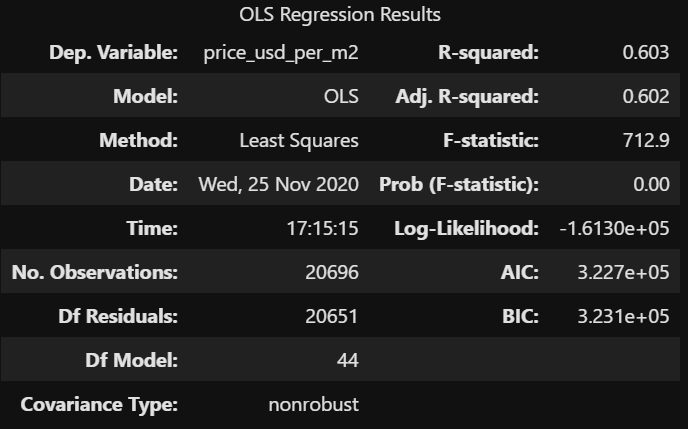 OLS Regression Results
Dep. Variable: price_usd_per_m2 R-squared: 0.603
Model: OLS Adj. R-squared: 0.602
Method: Least Squares F-statistic: 712.9
Date: Wed, 25 Nov 2020 Prob (F-statistic): 0.00
Time: 17:15:15 Log-Likelihood: -1.6130e+05
No. Observations: 20696 AIC: 3.227e+05
Df Residuals: 20651 BIC: 3.231e+05
Df Model: 44
Covariance Type: nonrobust